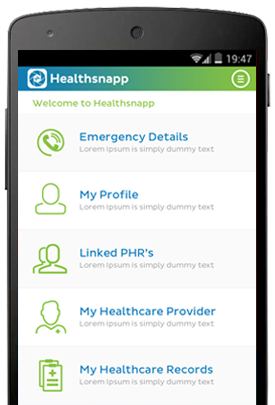 19:47
Healthsnapp
Welcome to Healthsnapp
Emergency Details
Lorem Ipsum is simply dummy text
My Profile
Lorem Ipsum is simply dummy text
Linked PHR's
Lorem Ipsum is simply dummy text
My Healthcare Provider
Lorem Ipsum is simply dummy text
My Healthcare Records
Lorem Ipsum is simply dummy text